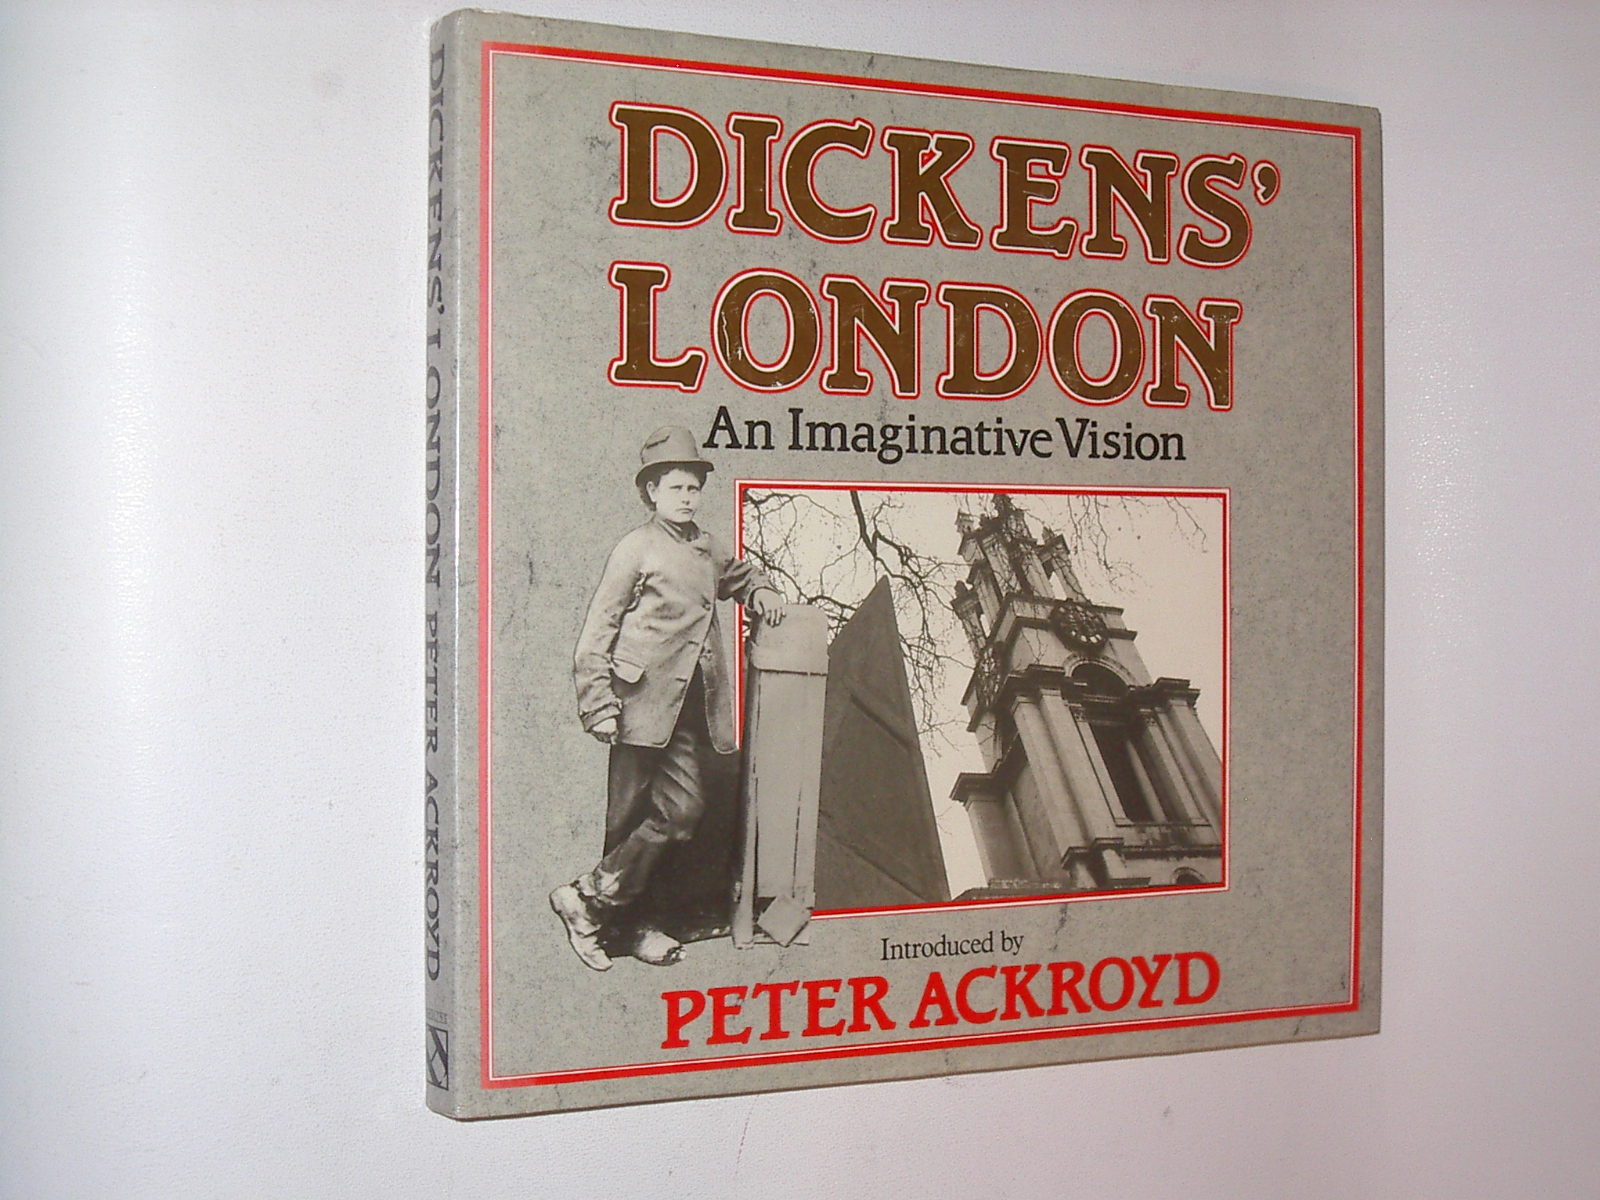 DICKENS' LONDON PETER ACKROYD
DICKENS'
LONDON
An Imaginative Vision
Introduced by
PETER ACKROYD